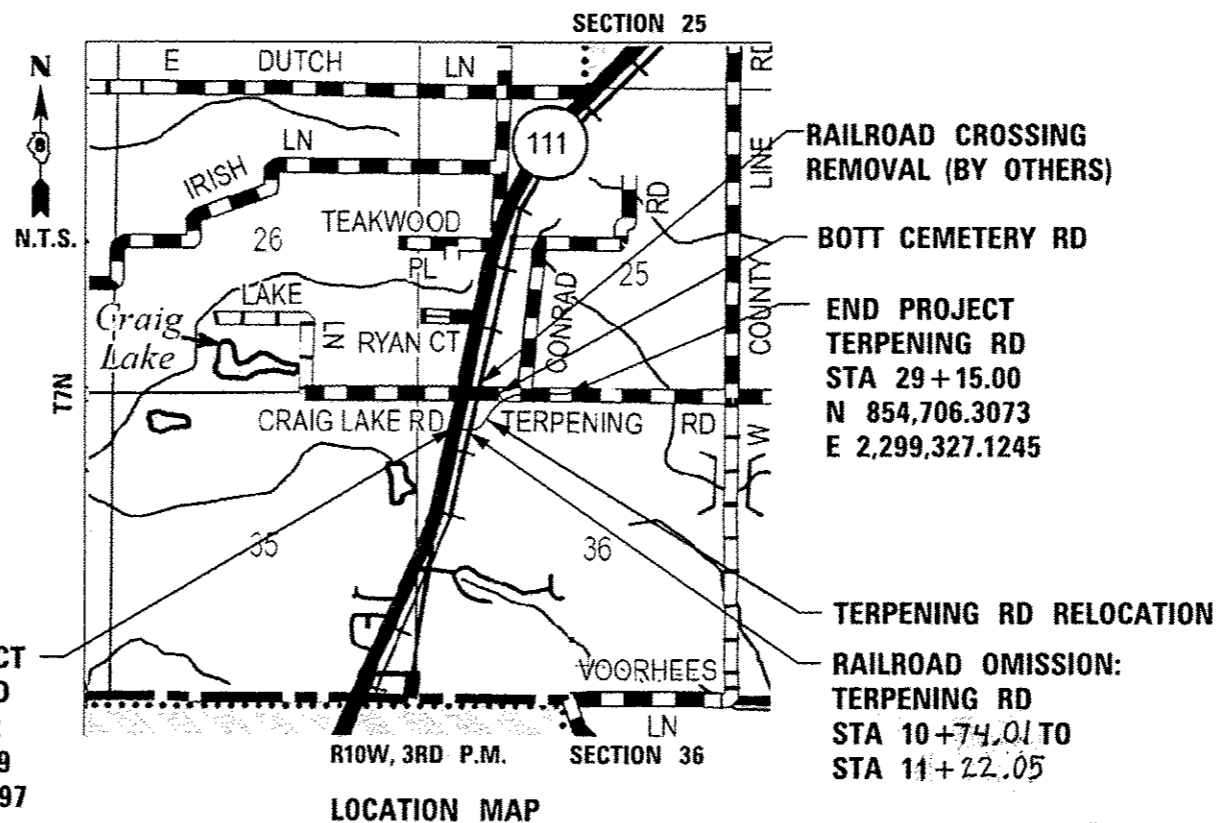 SECTION 25
N
N.T.S.
E DUTCH LN
RD
111
IRISH LN
TEAKWOOD
PL
RD
LINE
COUNTY
26
25
LAKE
Craig
Lake
NT
RYAN CT
CONRAD
T7N
CRAIG LAKE RD
TERPENING RD
W
35
36
VOORHEES
LN
R10W, 3RD P.M.
SECTION 36
LOCATION MAP
RAILROAD CROSSING
REMOVAL (BY OTHERS)
BOTT CEMETERY RD
END PROJECT
TERPENING RD
STA 29+15.00
N 854,706.3073
E 2,299,327.1245
TERPENING RD RELOCATION
RAILROAD OMISSION:
TERPENING RD
STA 10+74.01 TO
STA 11+22.05
CT
D
9
97